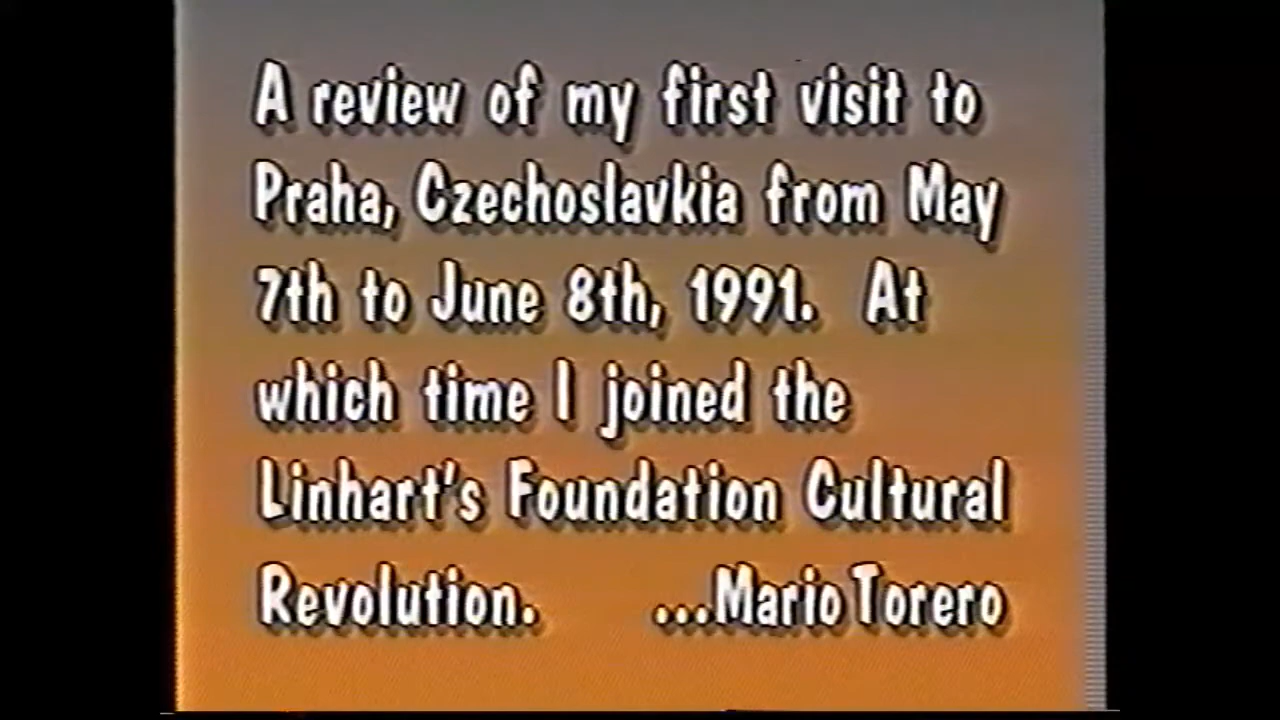 A review of my first visit to
Praha, Czechoslavkia from May
7th to June 8th, 1991.  At
which time I joined the
Linhart's Foundation Cultural
Revolution.     ...Mario Torero